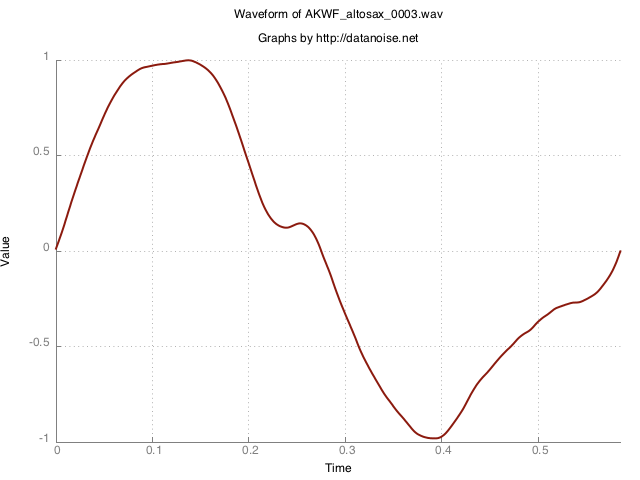 Waveform of AKWF_altosax_0003.wav
Graphs by http://datanoise.net
1
0.5
0
-0.5
-1
Value
0 0.1 0.2 0.3 0.4 0.5
Time